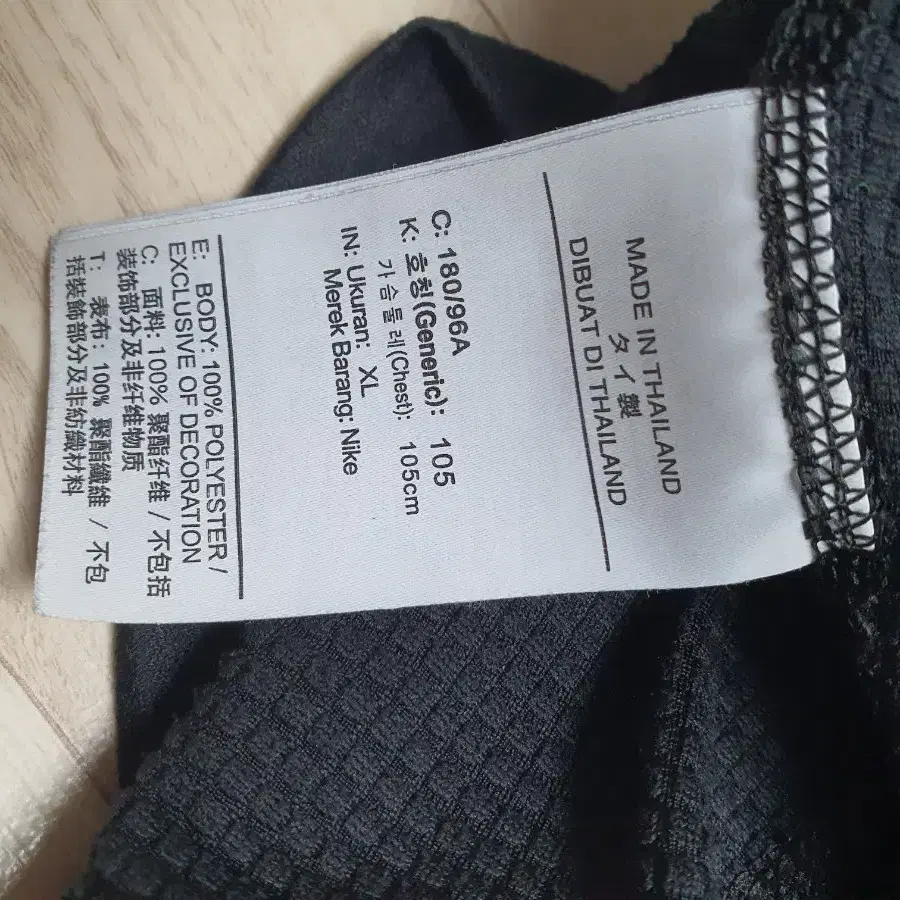 MADE IN THAILAND
タイ製
DIBUAT DI THAILAND
C: 180/96A
K: 호칭(Generic): 105
가슴둘레(Chest): 105cm
IN: Ukuran: XL
Merek Barang: Nike
E: BODY: 100% POLYESTER /
EXCLUSIVE OF DECORATION
C: 面料: 100% 聚酯纤维 / 不包括
装饰部分及非纤维物质
T: 表布: 100% 聚酯纖維 / 不包
括裝飾部分及非紡織材料